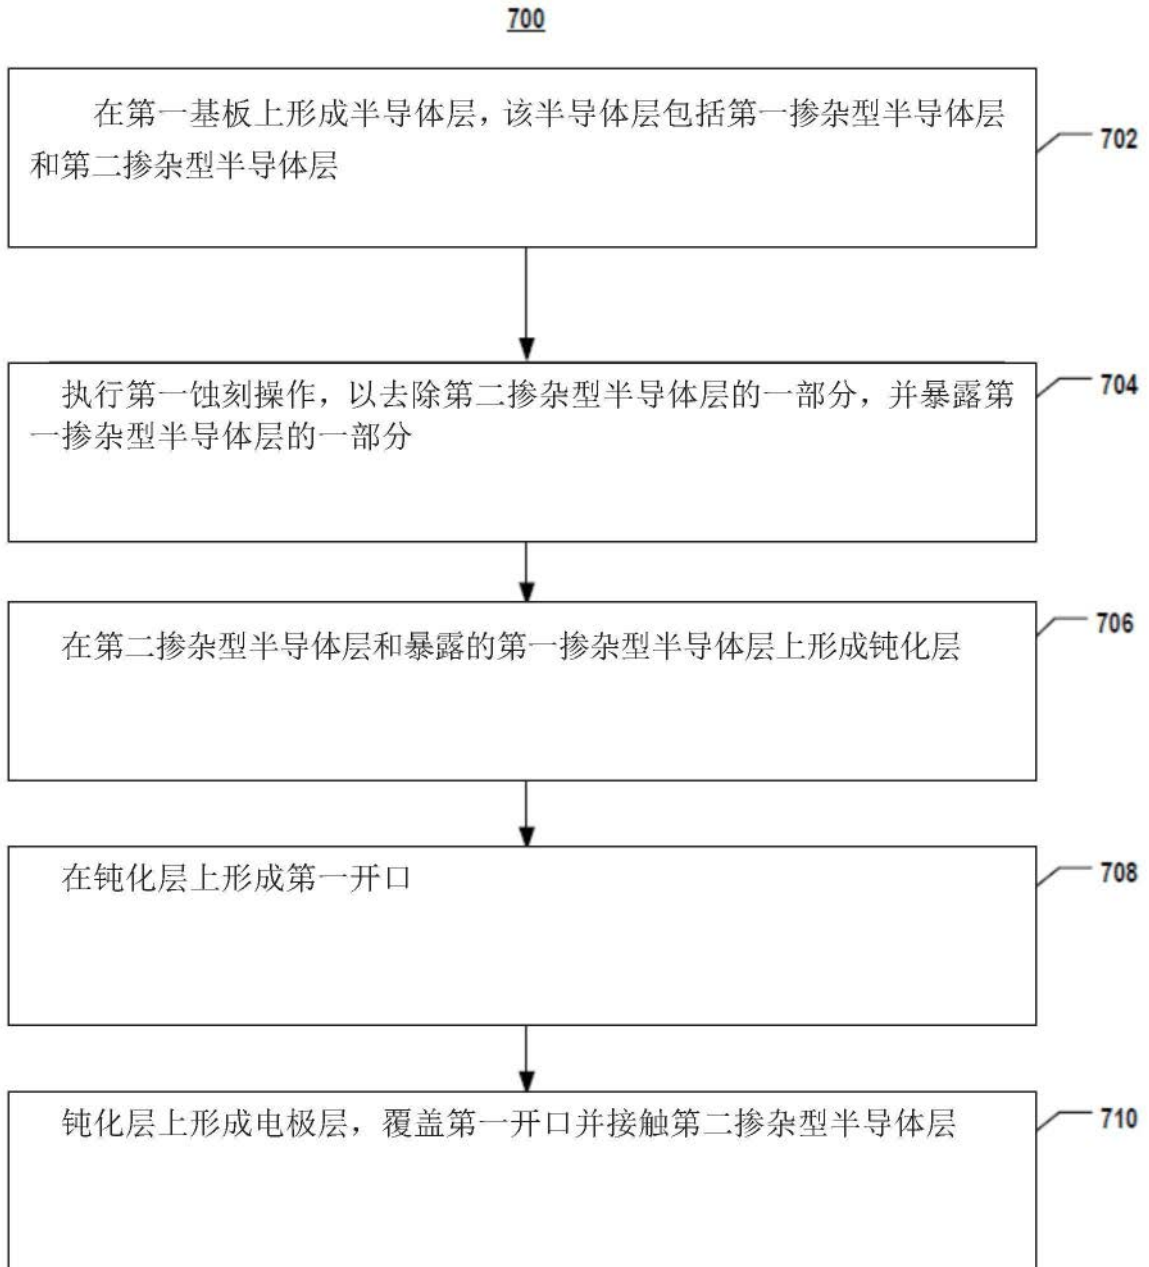 700
在第一基板上形成半导体层，该半导体层包括第一掺杂型半导体层
和第二掺杂型半导体层
702
执行第一蚀刻操作，以去除第二掺杂型半导体层的一部分，并暴露第
一掺杂型半导体层的一部分
704
在第二掺杂型半导体层和暴露的第一掺杂型半导体层上形成钝化层
706
在钝化层上形成第一开口
708
钝化层上形成电极层，覆盖第一开口并接触第二掺杂型半导体层
710